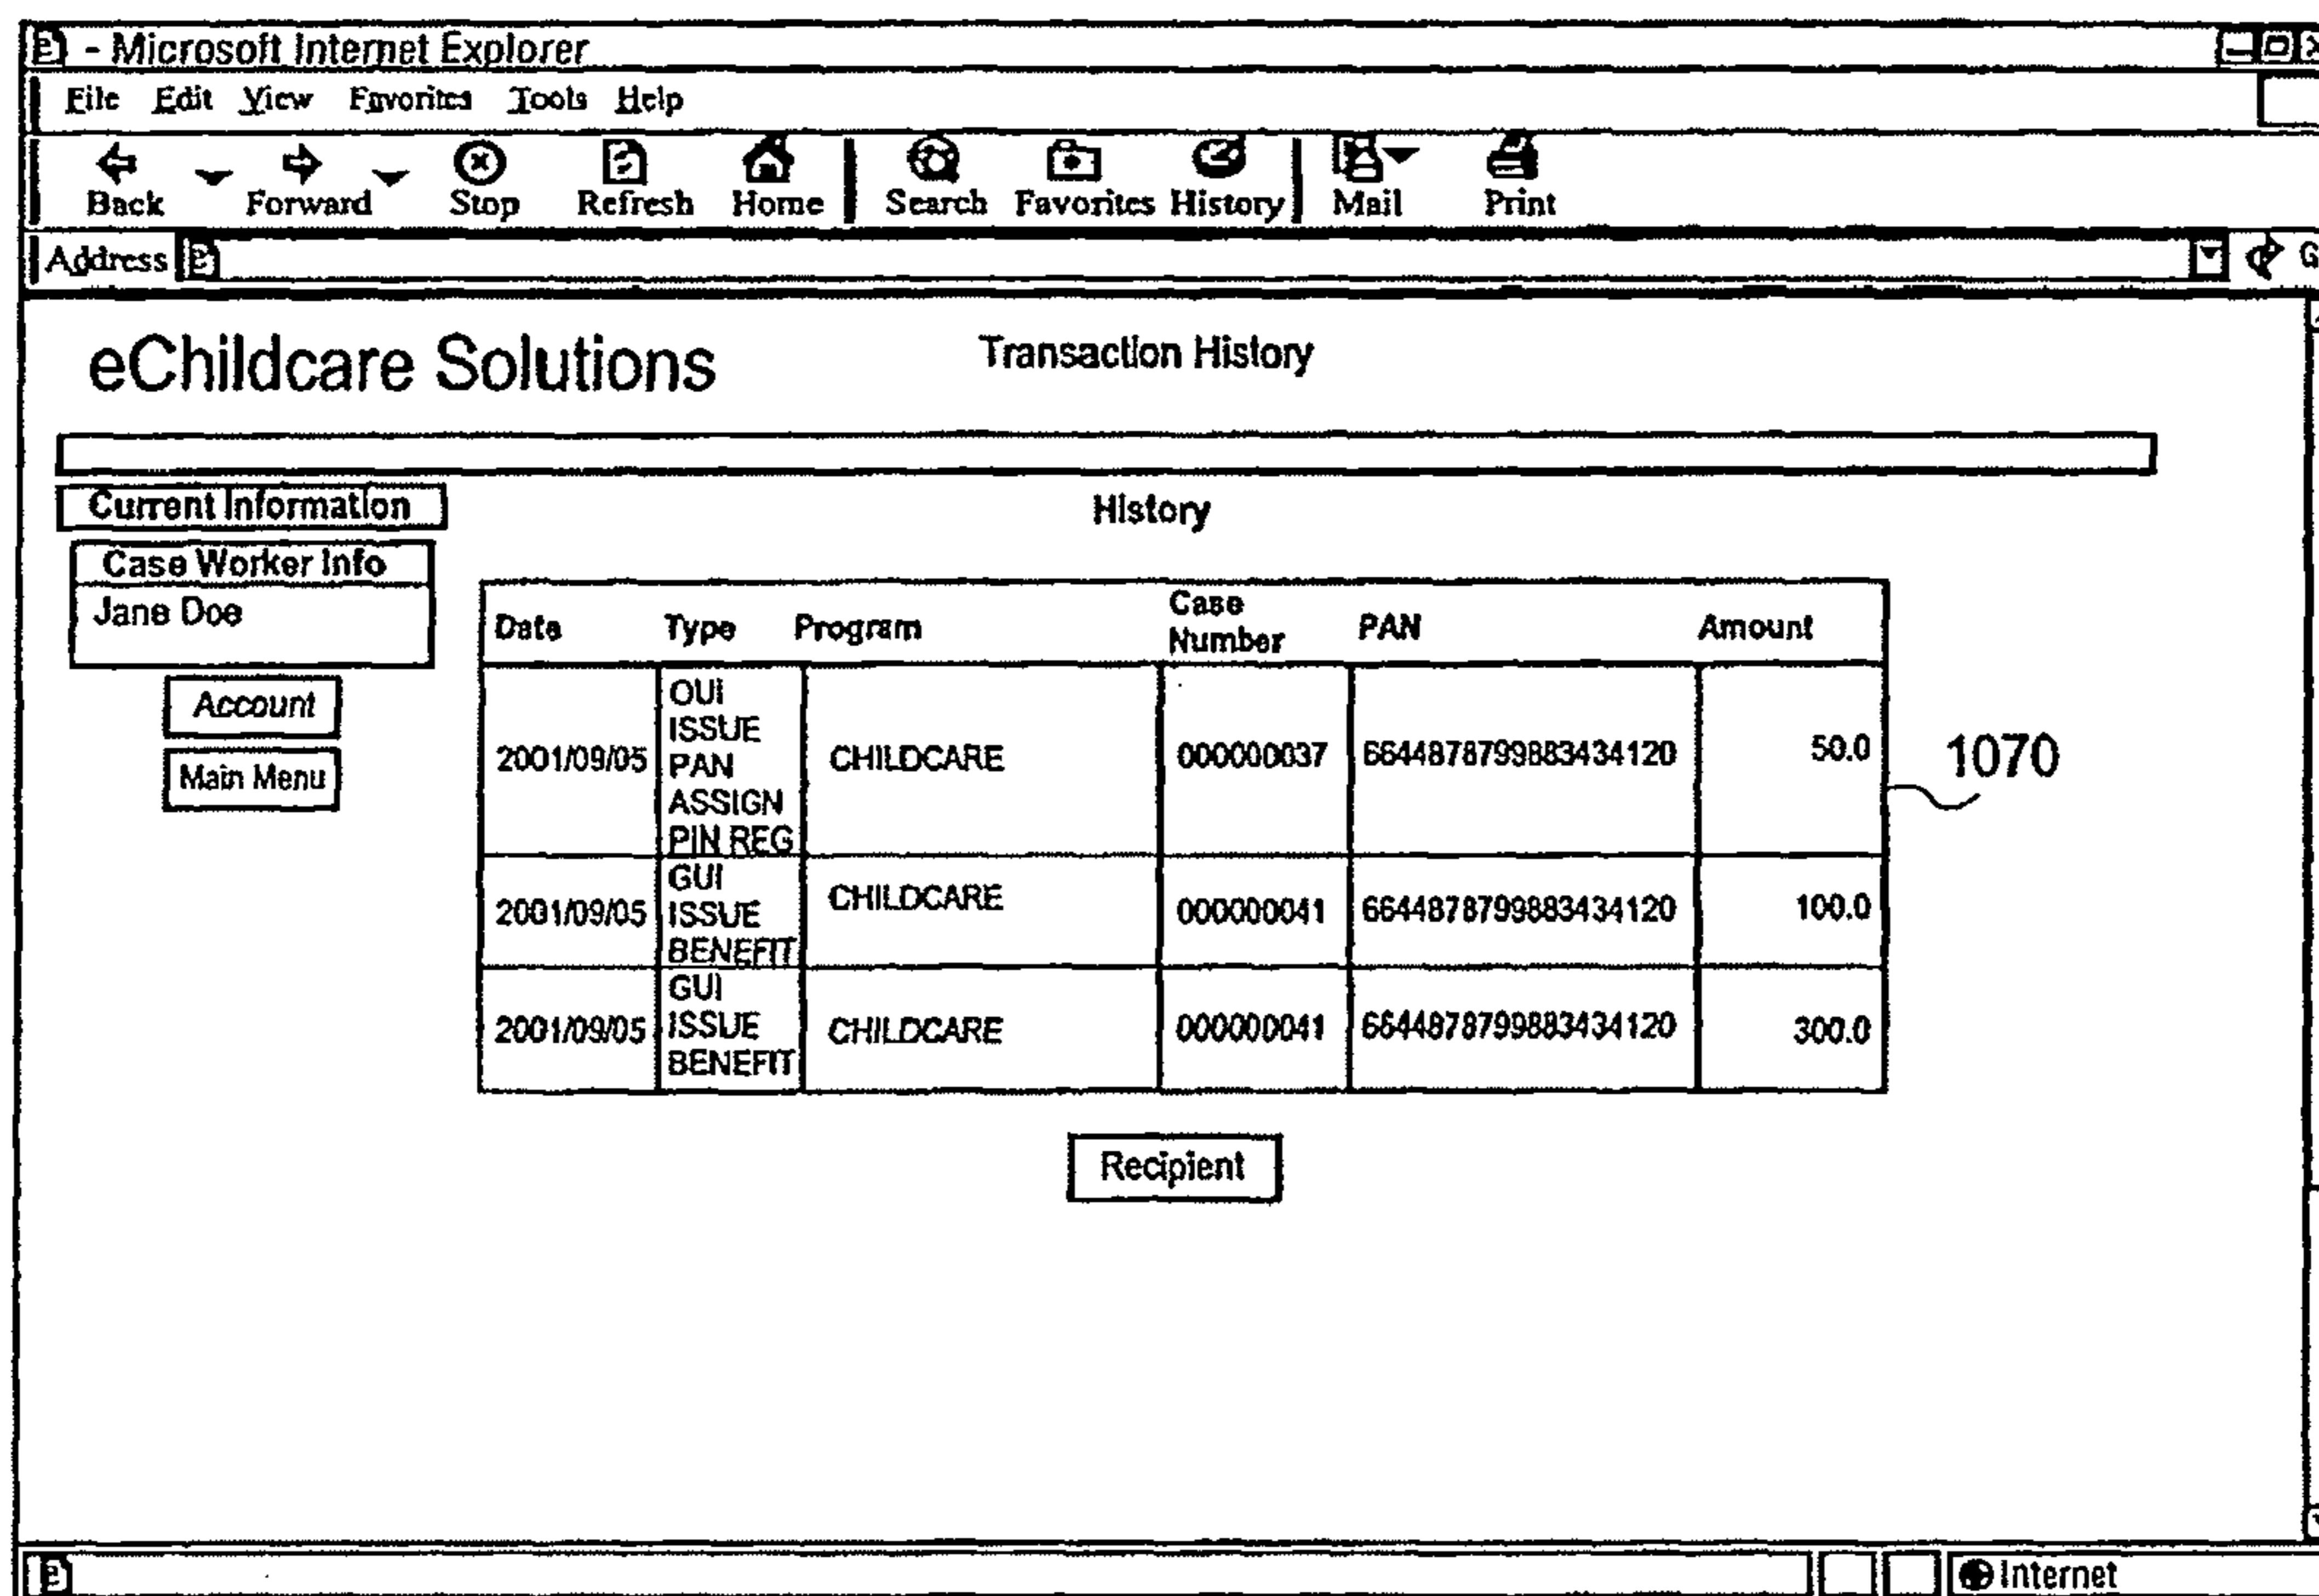 - Microsoft Internet Explorer
File Edit View Favorites Tools Help
Back Forward Stop Refresh Home Search Favorites History Mail Print
Address G
eChildcare Solutions Transaction History
Current Information
History
Case Worker Info
Jane Doe
Account
Main Menu
Date Type Program Case Number PAN Amount
2001/09/05 OUI ISSUE PAN ASSIGN PIN REG CHILDCARE 000000037 6644878799883434120 50.0
2001/09/05 GUI ISSUE BENEFIT CHILDCARE 000000041 6644878799883434120 100.0
2001/09/05 GUI ISSUE BENEFIT CHILDCARE 000000041 6644878799883434120 300.0
1070
Recipient
Internet